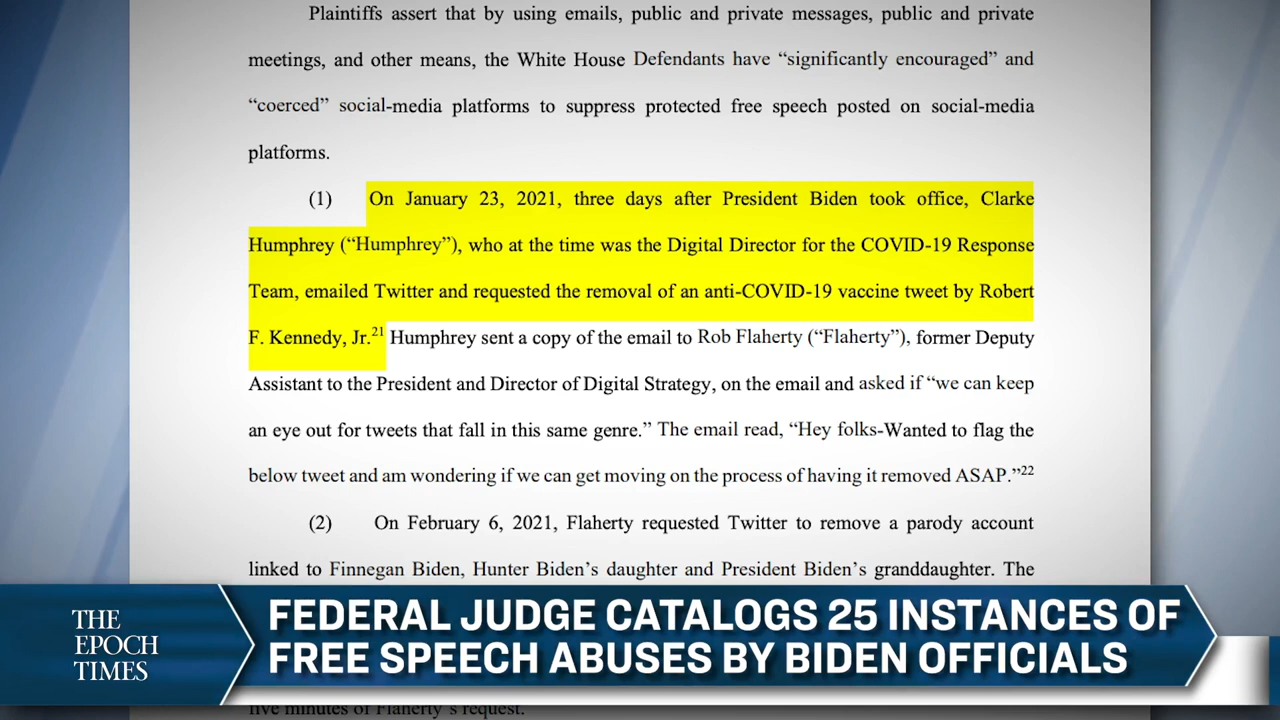 Plaintiffs assert that by using emails, public and private messages, public and private
meetings, and other means, the White House Defendants have “significantly encouraged” and
“coerced” social-media platforms to suppress protected free speech posted on social-media
platforms.
(1) On January 23, 2021, three days after President Biden took office, Clarke
Humphrey (“Humphrey”), who at the time was the Digital Director for the COVID-19 Response
Team, emailed Twitter and requested the removal of an anti-COVID-19 vaccine tweet by Robert
F. Kennedy, Jr.²¹ Humphrey sent a copy of the email to Rob Flaherty (“Flaherty”), former Deputy
Assistant to the President and Director of Digital Strategy, on the email and asked if “we can keep
an eye out for tweets that fall in this same genre.” The email read, “Hey folks-Wanted to flag the
below tweet and am wondering if we can get moving on the process of having it removed ASAP.”²²
(2) On February 6, 2021, Flaherty requested Twitter to remove a parody account
linked to Finnegan Biden, Hunter Biden’s daughter and President Biden’s granddaughter. The
THE
EPOCH
TIMES
FEDERAL JUDGE CATALOGS 25 INSTANCES OF
FREE SPEECH ABUSES BY BIDEN OFFICIALS
five minutes of Flaherty’s request.